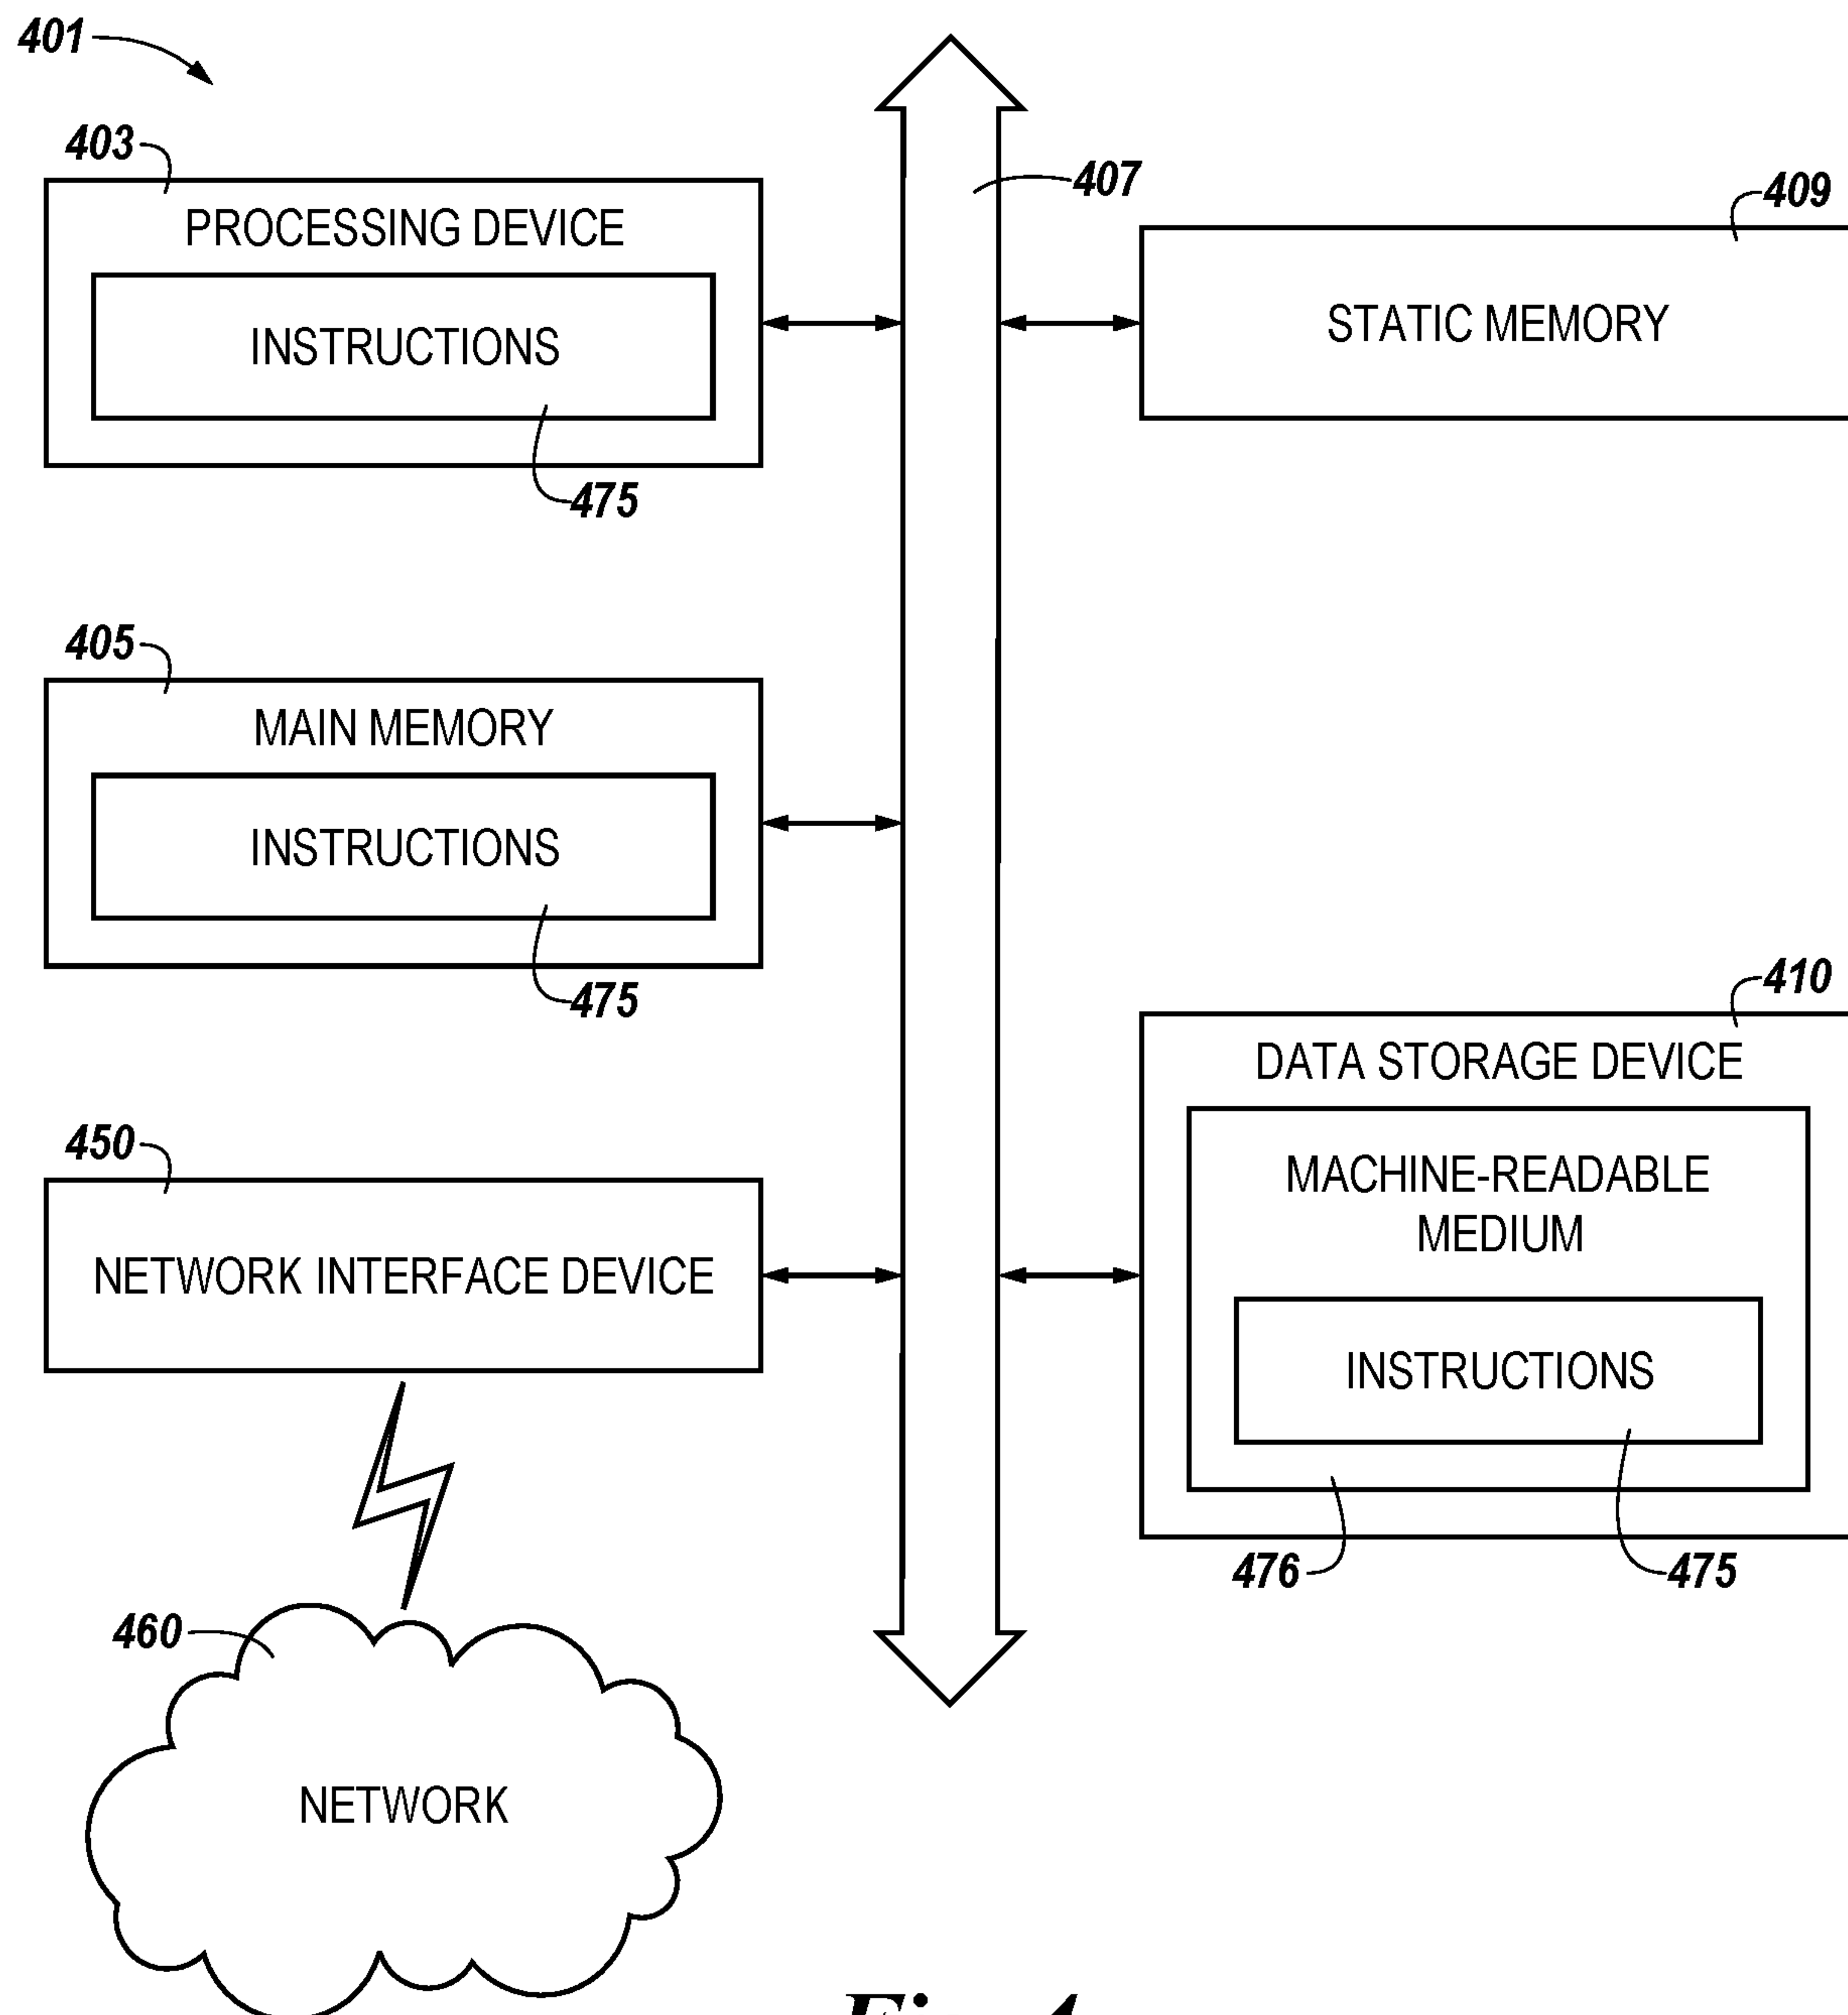 401
403
PROCESSING DEVICE
INSTRUCTIONS
475
407
409
STATIC MEMORY
405
MAIN MEMORY
INSTRUCTIONS
475
410
DATA STORAGE DEVICE
MACHINE-READABLE
MEDIUM
INSTRUCTIONS
476
475
450
NETWORK INTERFACE DEVICE
460
NETWORK